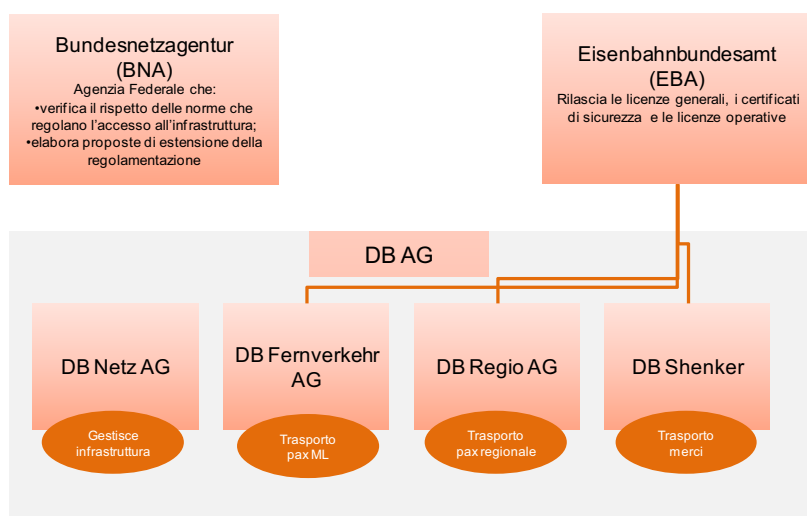 Bundesnetzagentur
(BNA)
Agenzia Federale che:
•verifica il rispetto delle norme che
regolano l'accesso all'infrastruttura;
•elabora proposte di estensione della
regolamentazione
Eisenbahnbundesamt
(EBA)
Rilascia le licenze generali, i certificati
di sicurezza e le licenze operative
DB AG
DB Netz AG
DB Fernverkehr
AG
DB Regio AG
DB Shenker
Gestisce
infrastruttura
Trasporto
pax ML
Trasporto
pax regionale
Trasporto
merci